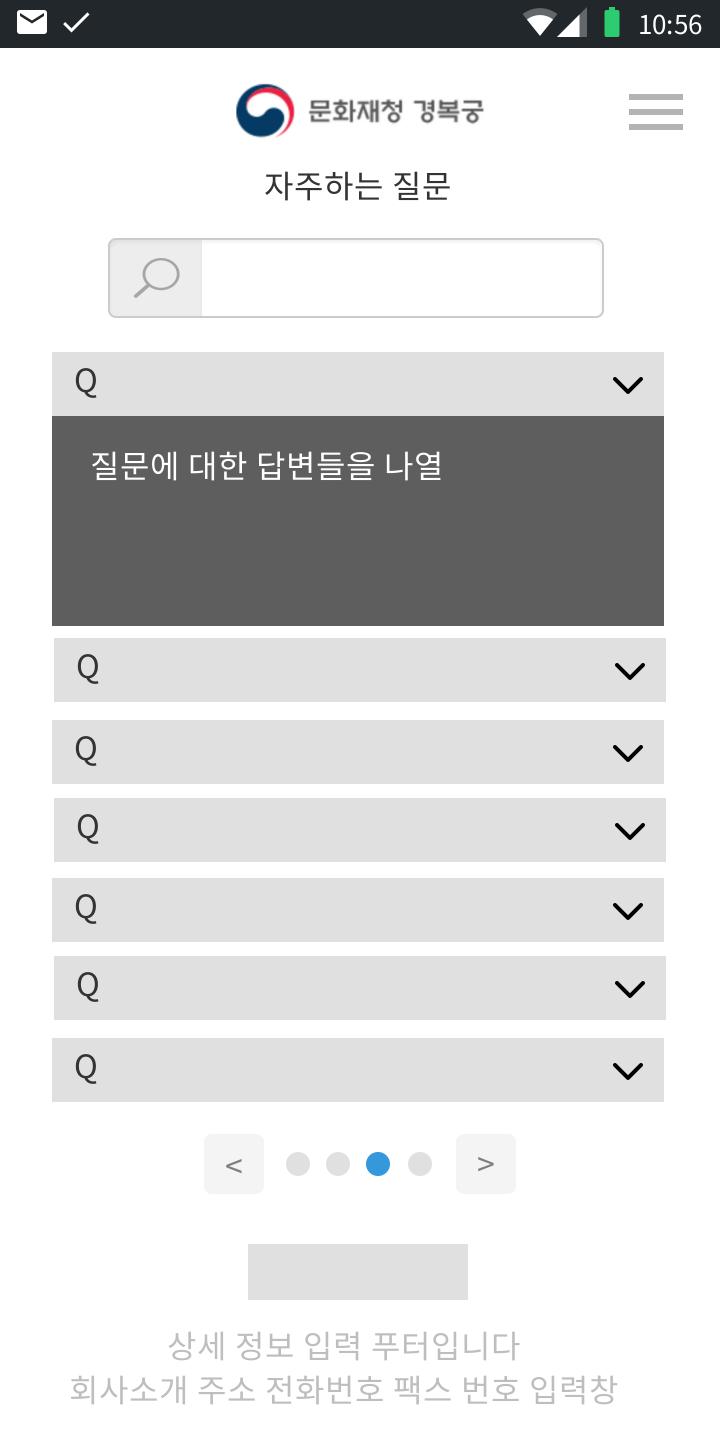 10:56
문화재청 경복궁
자주하는 질문
Q
질문에 대한 답변들을 나열
Q
Q
Q
Q
Q
Q
< >
상세 정보 입력 푸터입니다
회사소개 주소 전화번호 팩스 번호 입력창